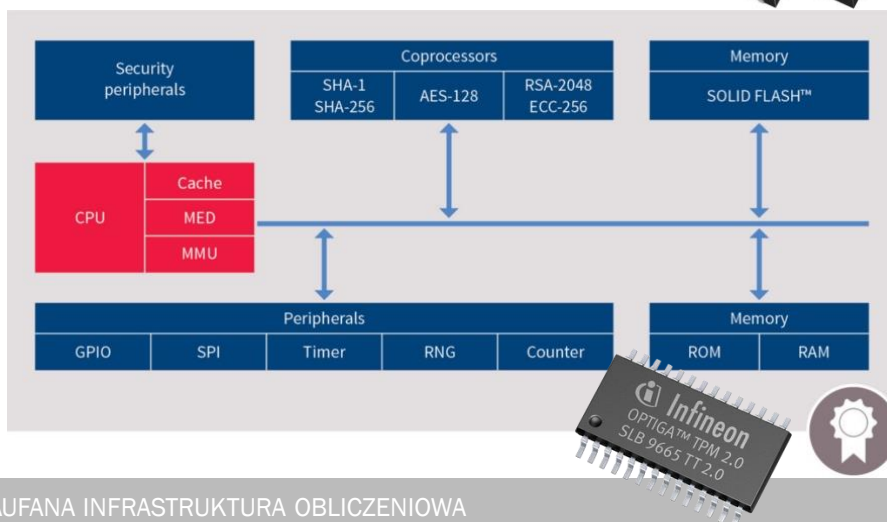 Security
peripherals
Coprocessors
SHA-1
SHA-256
AES-128
RSA-2048
ECC-256
Memory
SOLID FLASH™
CPU
Cache
MED
MMU
Peripherals
GPIO
SPI
Timer
RNG
Counter
Memory
ROM
RAM
Infineon
OPTIGA™ TPM 2.0
SLB 9665 TT 2.0
AUFANA INFRASTRUKTURA OBLICZENIOWA